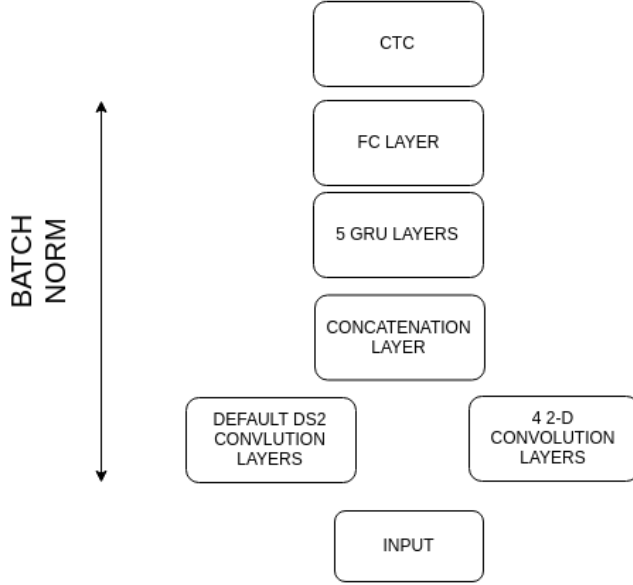 CTC
FC LAYER
5 GRU LAYERS
BATCH
NORM
CONCATENATION
LAYER
DEFAULT DS2
CONVLUTION
LAYERS
4 2-D
CONVOLUTION
LAYERS
INPUT